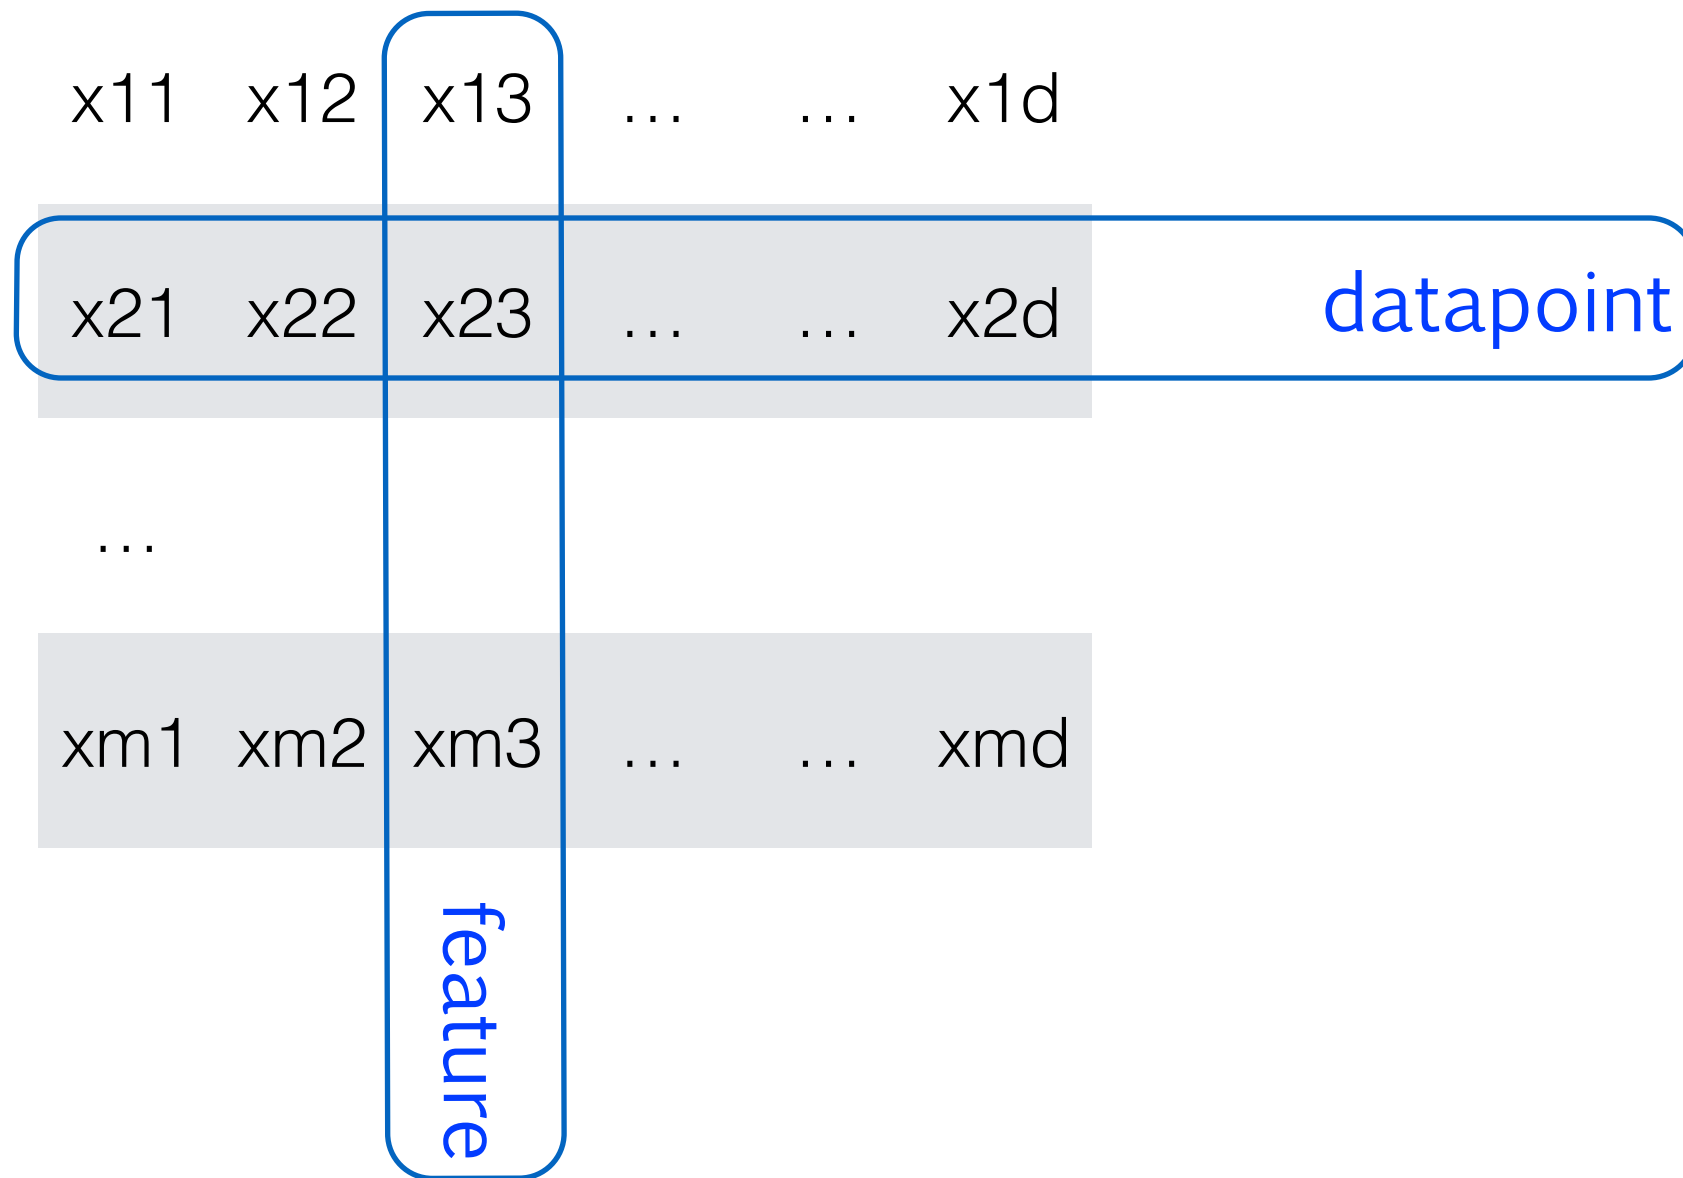 x11 x12 x13 ... ... x1d
x21 x22 x23 ... ... x2d datapoint
...
xm1 xm2 xm3 ... ... xmd
feature